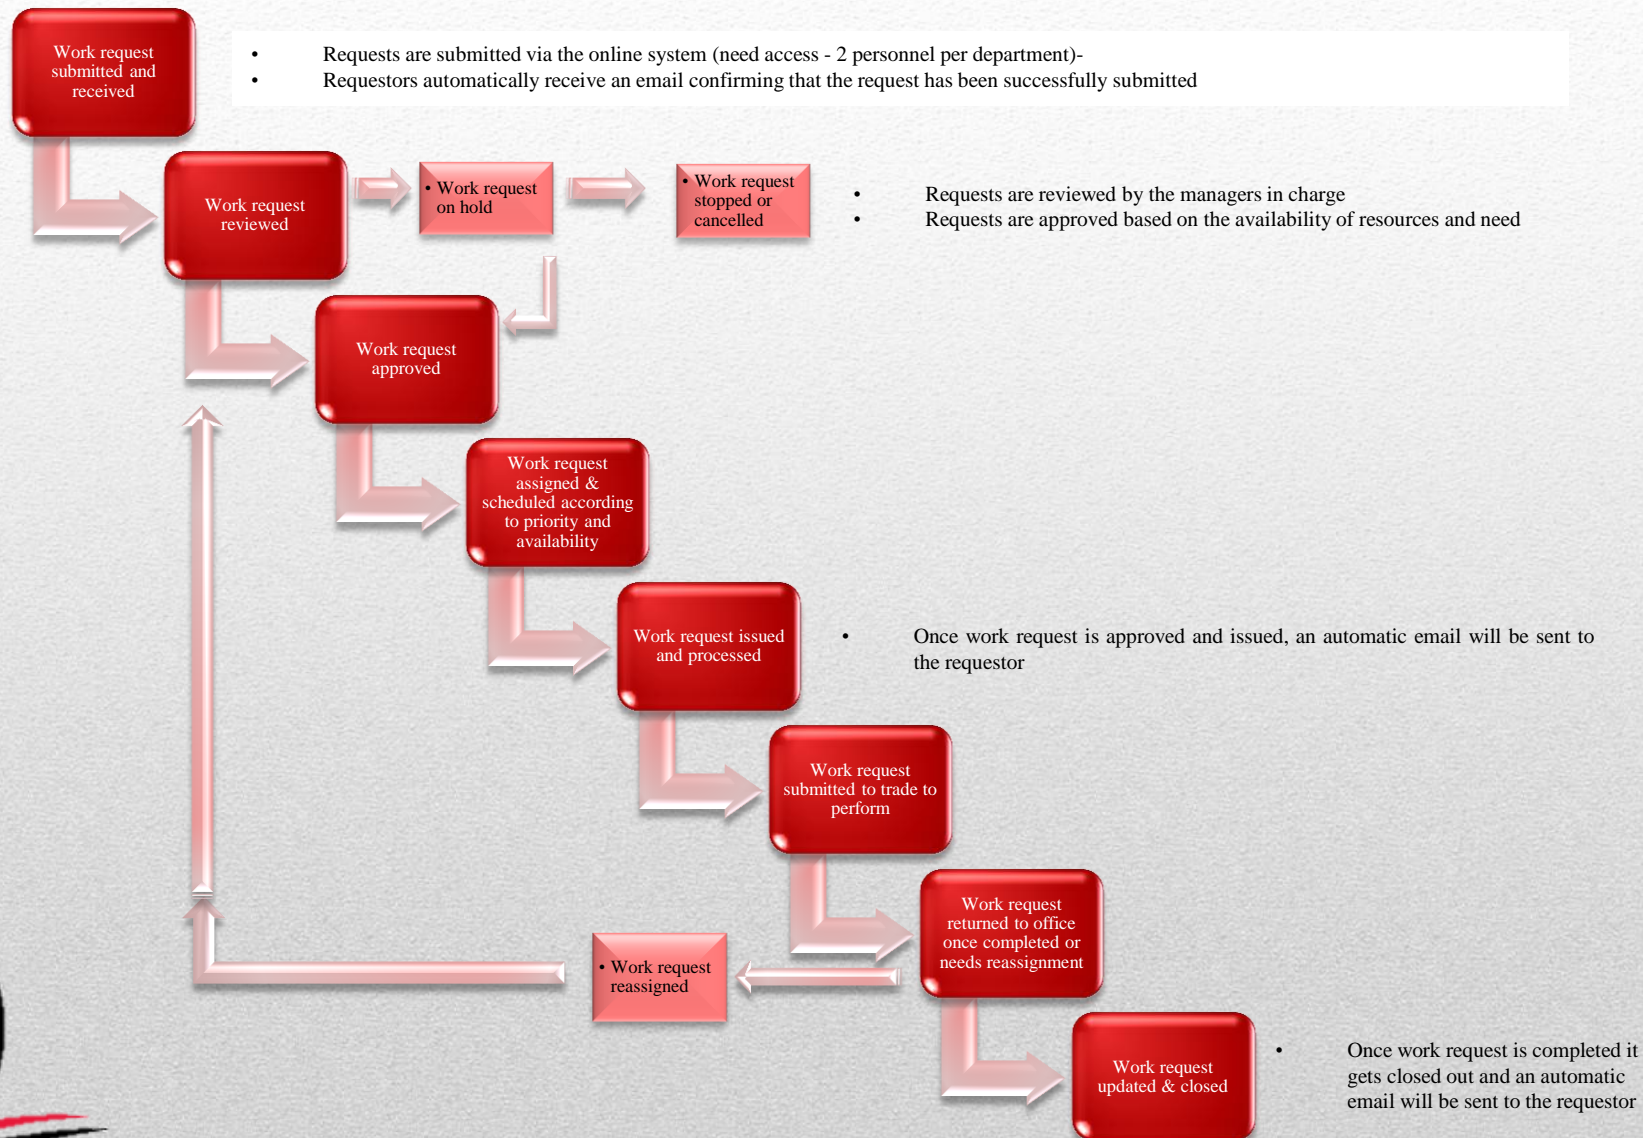 Work request
submitted and
received
• Requests are submitted via the online system (need access - 2 personnel per department)-
• Requestors automatically receive an email confirming that the request has been successfully submitted
Work request
reviewed
• Work request
on hold
• Work request
stopped or
cancelled
• Requests are reviewed by the managers in charge
• Requests are approved based on the availability of resources and need
Work request
approved
Work request
assigned &
scheduled according
to priority and
availability
Work request issued
and processed
• Once work request is approved and issued, an automatic email will be sent to
the requestor
Work request
submitted to trade to
perform
Work request
returned to office
once completed or
needs reassignment
• Work request
reassigned
Work request
updated & closed
• Once work request is completed it
gets closed out and an automatic
email will be sent to the requestor